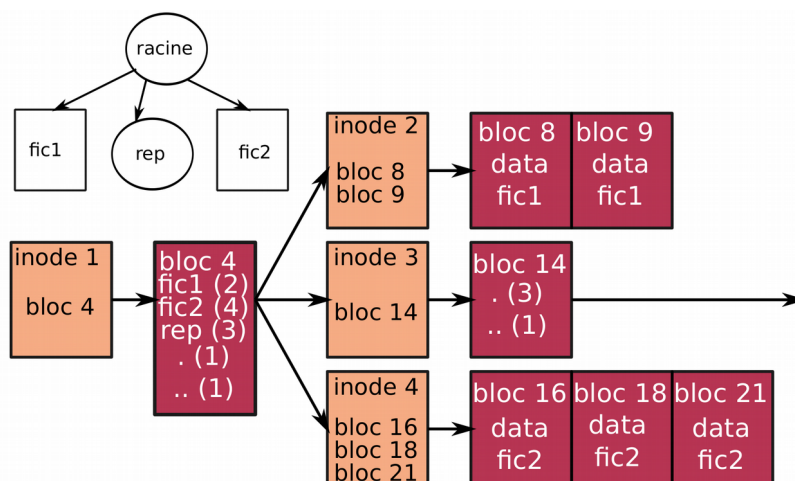 racine
fic1
rep
fic2
inode 1
bloc 4
bloc 4
fic1 (2)
fic2 (4)
rep (3)
. (1)
.. (1)
inode 2
bloc 8
bloc 9
bloc 8
data
fic1
bloc 9
data
fic1
inode 3
bloc 14
bloc 14
. (3)
.. (1)
inode 4
bloc 16
bloc 18
bloc 21
bloc 16
data
fic2
bloc 18
data
fic2
bloc 21
data
fic2